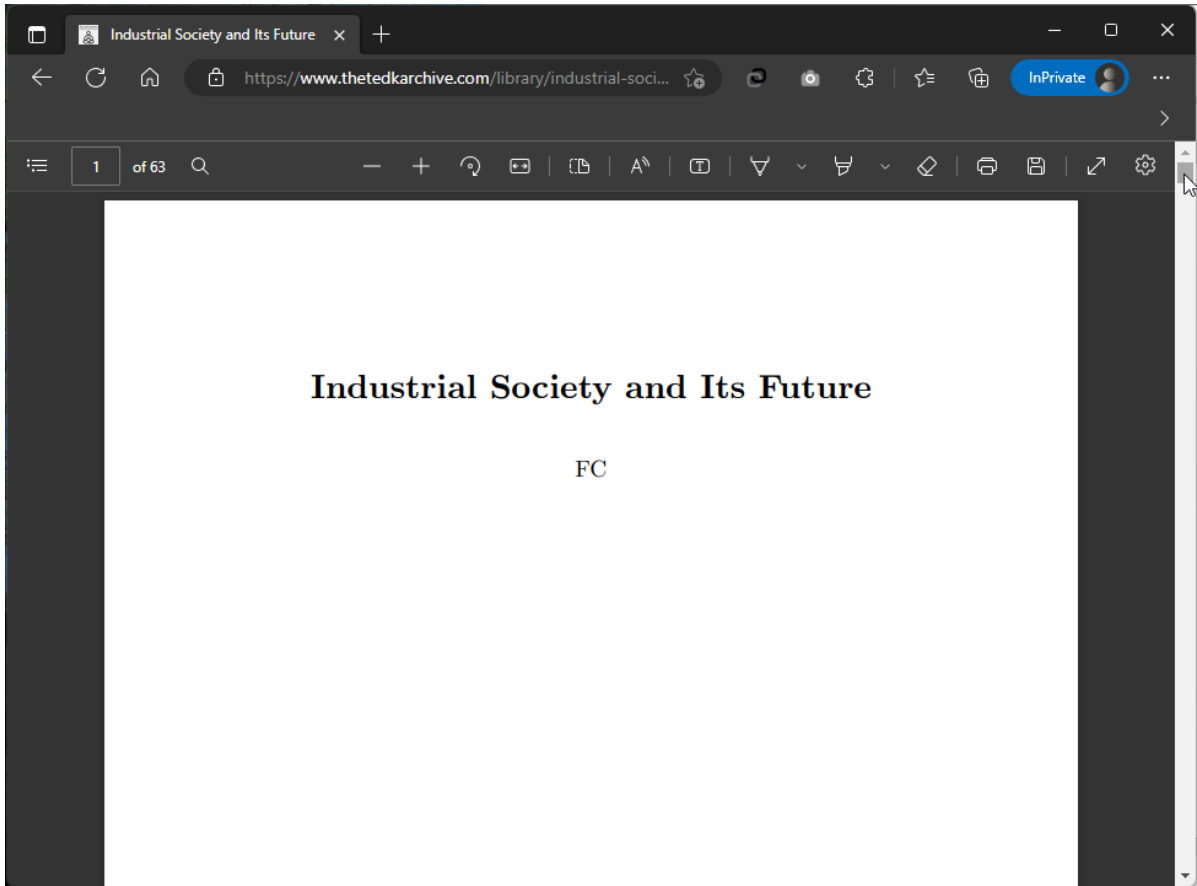 Industrial Society and Its Future
https://www.thetedkarchive.com/library/industrial-soci...
InPrivate
1 of 63
Industrial Society and Its Future
FC